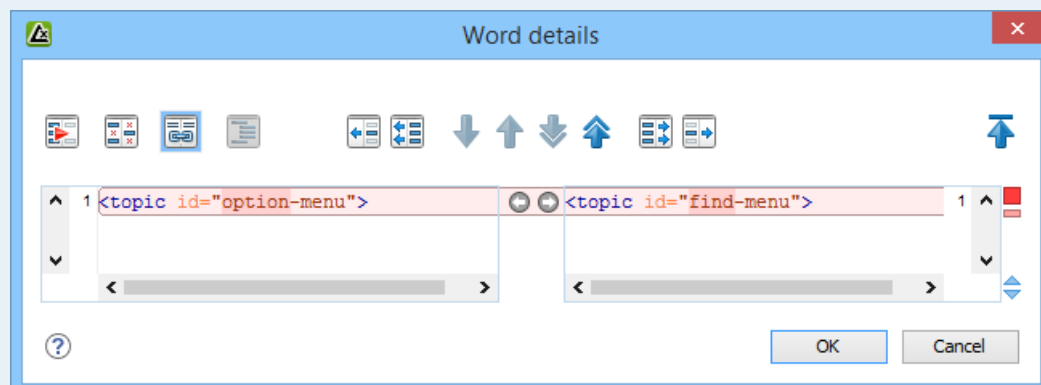 Word details
1 <topic id="option-menu"> <topic id="find-menu"> 1
OK Cancel